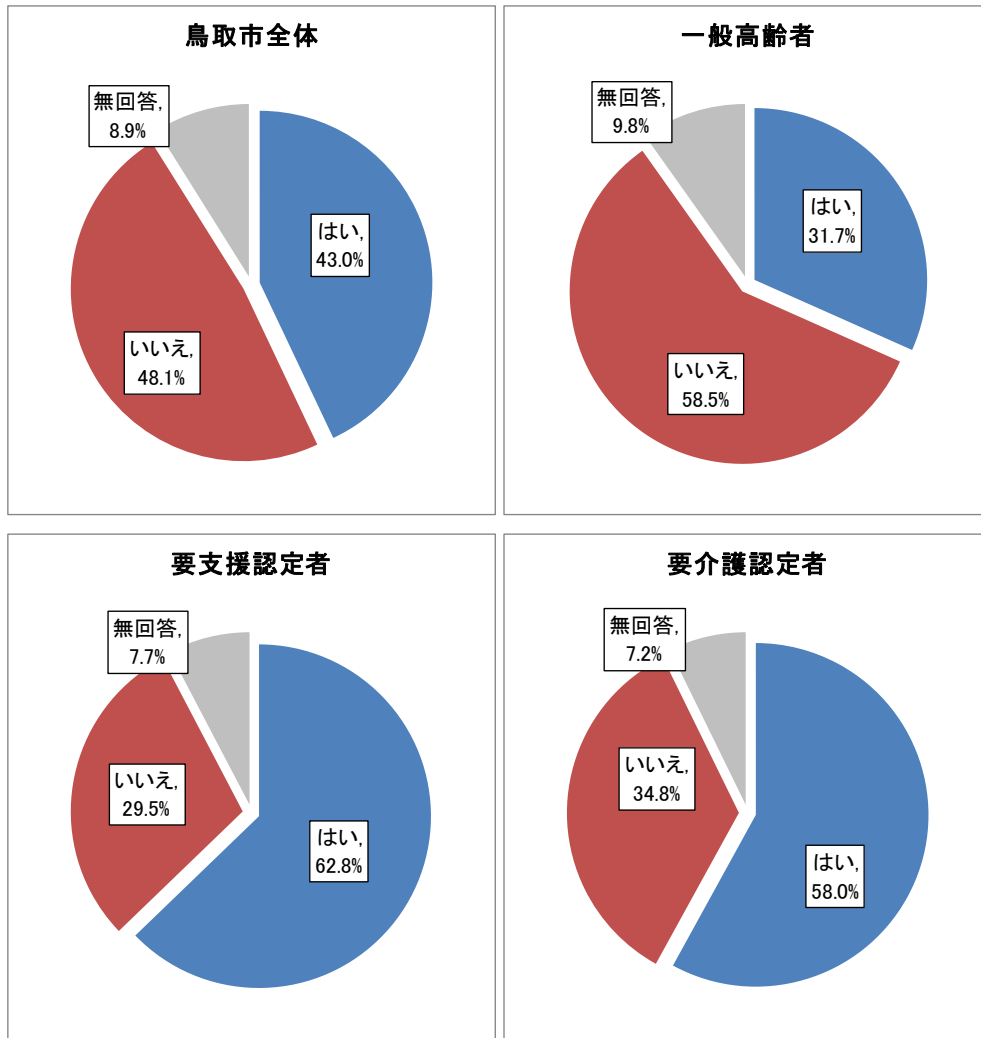 鳥取市全体
無回答,
8.9%
はい,
43.0%
いいえ,
48.1%
一般高齢者
無回答,
9.8%
はい,
31.7%
いいえ,
58.5%
要支援認定者
無回答,
7.7%
いいえ,
29.5%
はい,
62.8%
要介護認定者
無回答,
7.2%
いいえ,
34.8%
はい,
58.0%